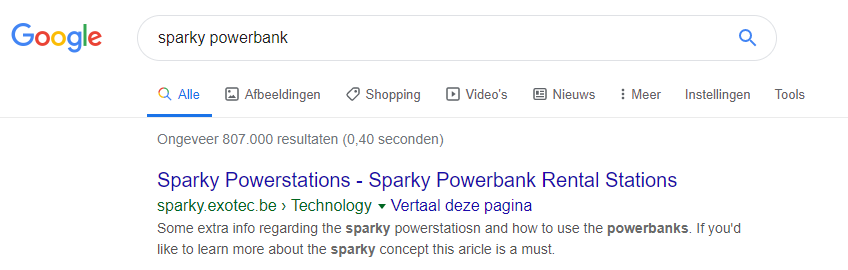 Google
sparky powerbank
Alle Afbeeldingen Shopping Video's Nieuws Meer Instellingen Tools
Ongeveer 807.000 resultaten (0,40 seconden)
Sparky Powerstations - Sparky Powerbank Rental Stations
sparky.exotec.be › Technology ▾ Vertaal deze pagina
Some extra info regarding the sparky powerstatiosn and how to use the powerbanks. If you'd
like to learn more about the sparky concept this aricle is a must.